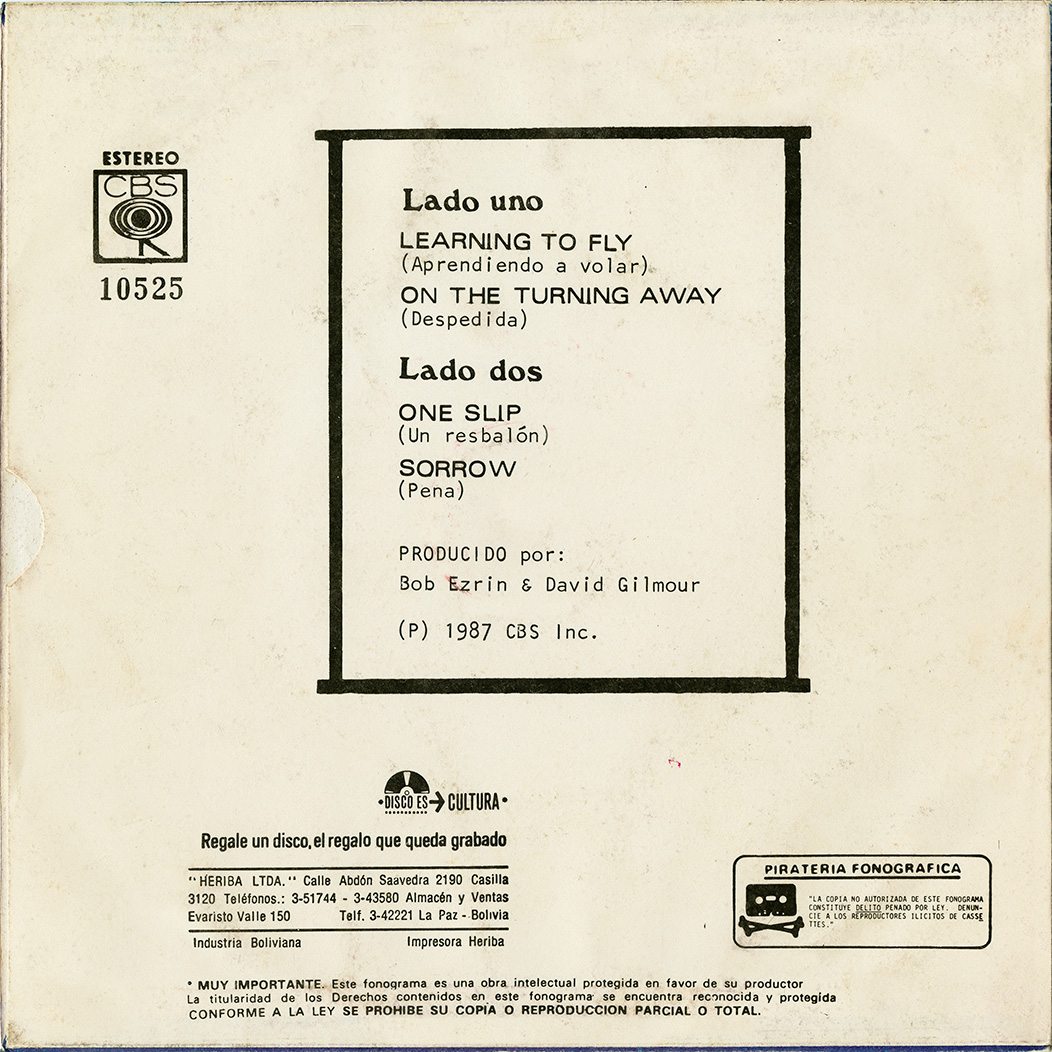 ESTEREO
CBS
10525
Lado uno
LEARNING TO FLY
(Aprendiendo a volar)
ON THE TURNING AWAY
(Despedida)
Lado dos
ONE SLIP
(Un resbalón)
SORROW
(Pena)
PRODUCIDO por:
Bob Ezrin & David Gilmour
(P) 1987 CBS Inc.
•DISCO ES→CULTURA•
Regale un disco, el regalo que queda grabado
"HERIBA LTDA." Calle Abdón Saavedra 2190 Casilla
3120 Teléfonos.: 3-51744 - 3-43580 Almacén y Ventas
Evaristo Valle 150 Telf. 3-42221 La Paz - Bolivia
Industria Boliviana Impresora Heriba
PIRATERIA FONOGRAFICA
"LA COPIA NO AUTORIZADA DE ESTE FONOGRAMA
CONSTITUYE DELITO PENADO POR LEY. DENUN-
CIE A LOS REPRODUCTORES ILICITOS DE CASSE
TTES."
* MUY IMPORTANTE. Este fonograma es una obra intelectual protegida en favor de su productor
La titularidad de los Derechos contenidos en este fonograma se encuentra reconocida y protegida
CONFORME A LA LEY SE PROHIBE SU COPIA O REPRODUCCION PARCIAL O TOTAL.